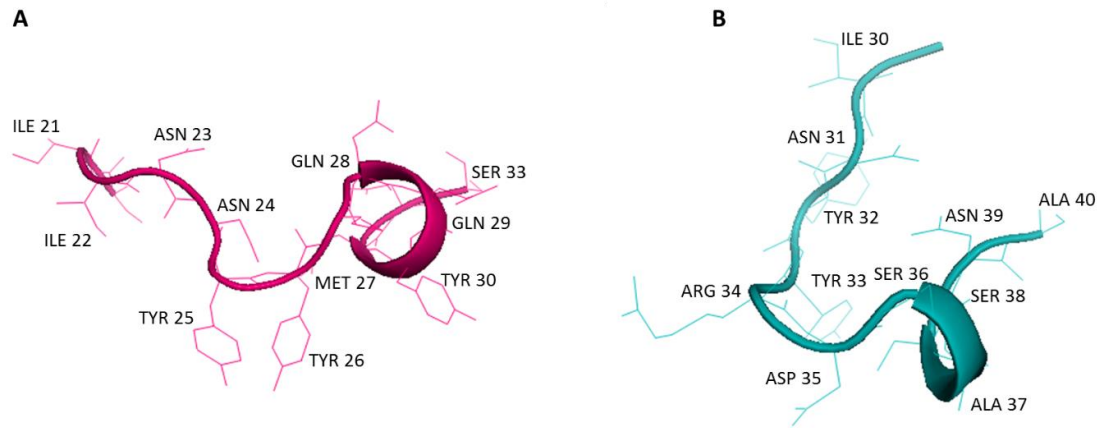 A
B
ILE 30
ILE 21
ASN 23
ASN 31
GLN 28
SER 33
ALA 40
ASN 24
GLN 29
TYR 32
ASN 39
ILE 22
MET 27
TYR 30
ARG 34
TYR 33
SER 36
SER 38
TYR 25
TYR 26
ASP 35
ALA 37